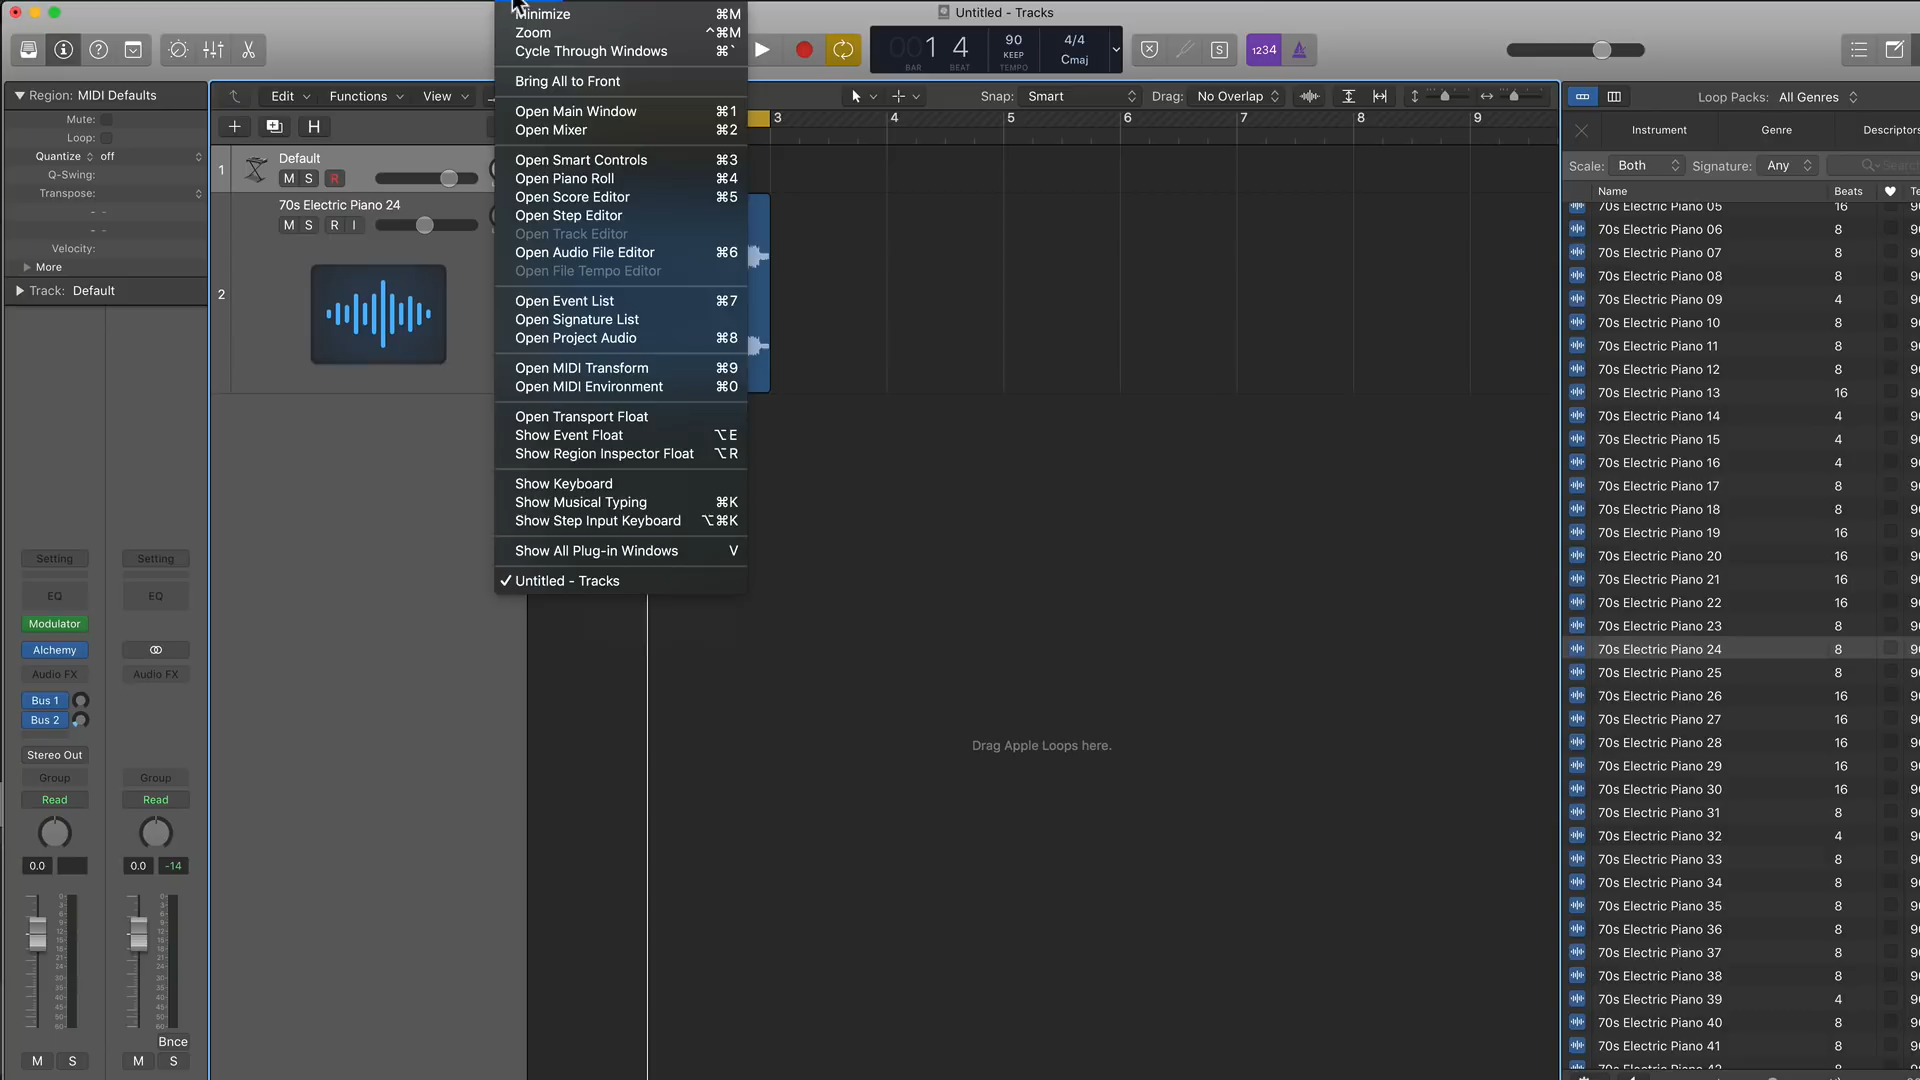 Untitled - Tracks
Minimize ⌘M
Zoom ^⌘M
Cycle Through Windows ⌘`
Bring All to Front
Open Main Window ⌘1
Open Mixer ⌘2
Open Smart Controls ⌘3
Open Piano Roll ⌘4
Open Score Editor ⌘5
Open Step Editor
Open Track Editor
Open Audio File Editor ⌘6
Open File Tempo Editor
Open Event List ⌘7
Open Signature List
Open Project Audio ⌘8
Open MIDI Transform ⌘9
Open MIDI Environment ⌘0
Open Transport Float
Show Event Float ⌥E
Show Region Inspector Float ⌥R
Show Keyboard
Show Musical Typing ⌘K
Show Step Input Keyboard ⌥⌘K
Show All Plug-in Windows V
✓ Untitled - Tracks
1 4 90 4/4
KEEP Cmaj
BAR BEAT TEMPO
S 1234
Region: MIDI Defaults
Mute:
Loop:
Quantize off
Q-Swing:
Transpose:
Velocity:
More
Track: Default
Edit Functions View
Snap: Smart Drag: No Overlap
H
3 4 5 6 7 8 9
1 Default
M S R
70s Electric Piano 24
M S R I
2
Drag Apple Loops here.
Setting Setting
EQ EQ
Modulator
Alchemy
Audio FX Audio FX
Bus 1
Bus 2
Stereo Out
Group Group
Read Read
0.0 0.0 -14
Bnce
M S M S
Loop Packs: All Genres
Instrument Genre Descriptors
Scale: Both Signature: Any Search
Name Beats
70s Electric Piano 05 16
70s Electric Piano 06 8
70s Electric Piano 07 8
70s Electric Piano 08 8
70s Electric Piano 09 4
70s Electric Piano 10 8
70s Electric Piano 11 8
70s Electric Piano 12 8
70s Electric Piano 13 16
70s Electric Piano 14 4
70s Electric Piano 15 4
70s Electric Piano 16 4
70s Electric Piano 17 8
70s Electric Piano 18 8
70s Electric Piano 19 16
70s Electric Piano 20 16
70s Electric Piano 21 16
70s Electric Piano 22 16
70s Electric Piano 23 8
70s Electric Piano 24 8
70s Electric Piano 25 8
70s Electric Piano 26 16
70s Electric Piano 27 16
70s Electric Piano 28 16
70s Electric Piano 29 16
70s Electric Piano 30 16
70s Electric Piano 31 8
70s Electric Piano 32 4
70s Electric Piano 33 8
70s Electric Piano 34 8
70s Electric Piano 35 8
70s Electric Piano 36 8
70s Electric Piano 37 8
70s Electric Piano 38 8
70s Electric Piano 39 4
70s Electric Piano 40 8
70s Electric Piano 41 8